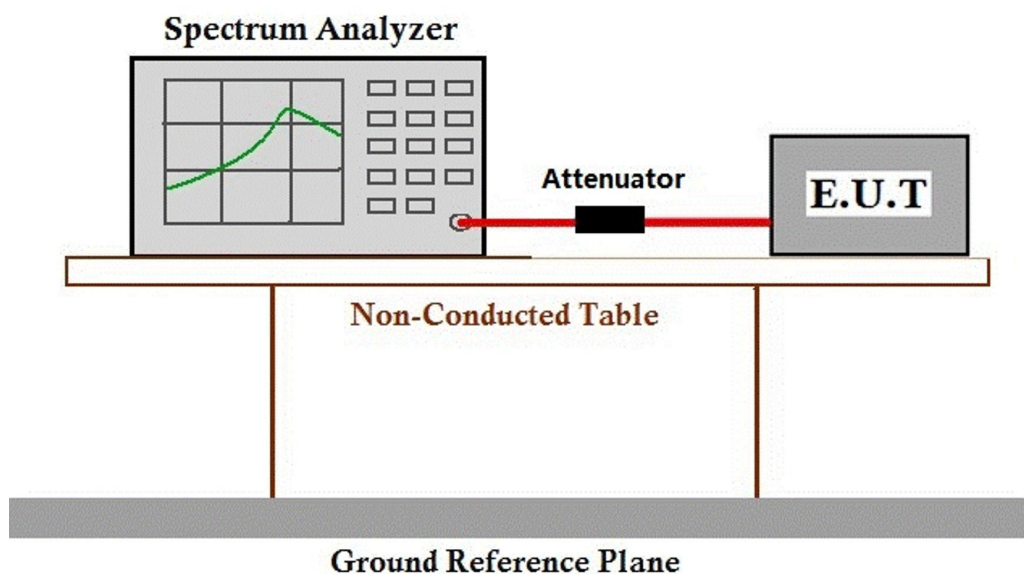 Spectrum Analyzer
Attenuator
E.U.T
Non-Conducted Table
Ground Reference Plane